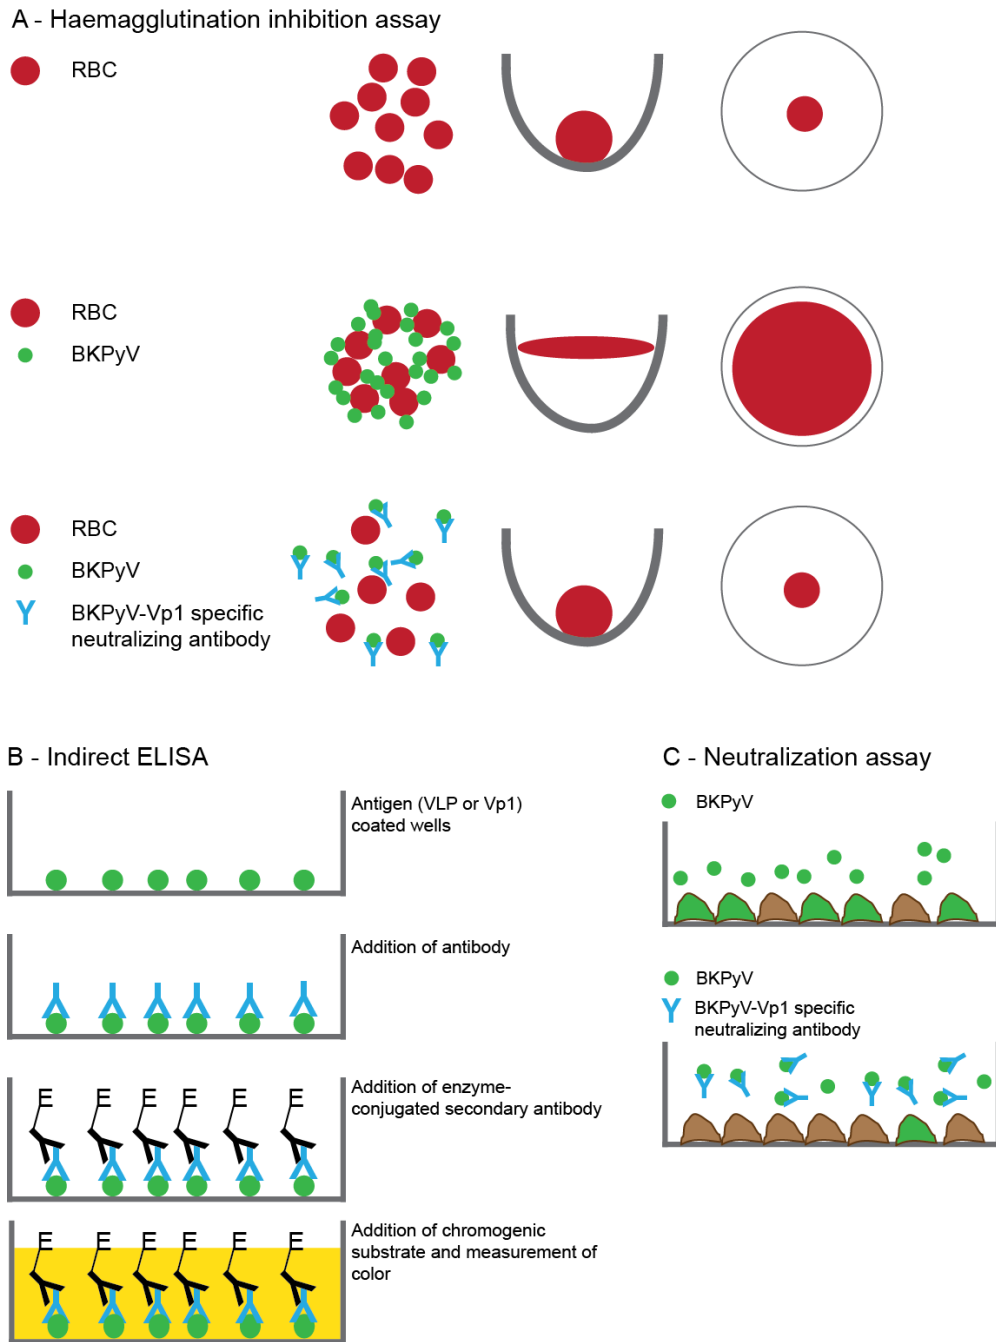 A - Haemagglutination inhibition assay
RBC
RBC
BKPyV
RBC
BKPyV
BKPyV-Vp1 specific
neutralizing antibody
B - Indirect ELISA
Antigen (VLP or Vp1)
coated wells
Addition of antibody
Addition of enzyme-
conjugated secondary antibody
E E E E E E
Addition of chromogenic
substrate and measurement of
color
E E E E E E
C - Neutralization assay
BKPyV
BKPyV
BKPyV-Vp1 specific
neutralizing antibody